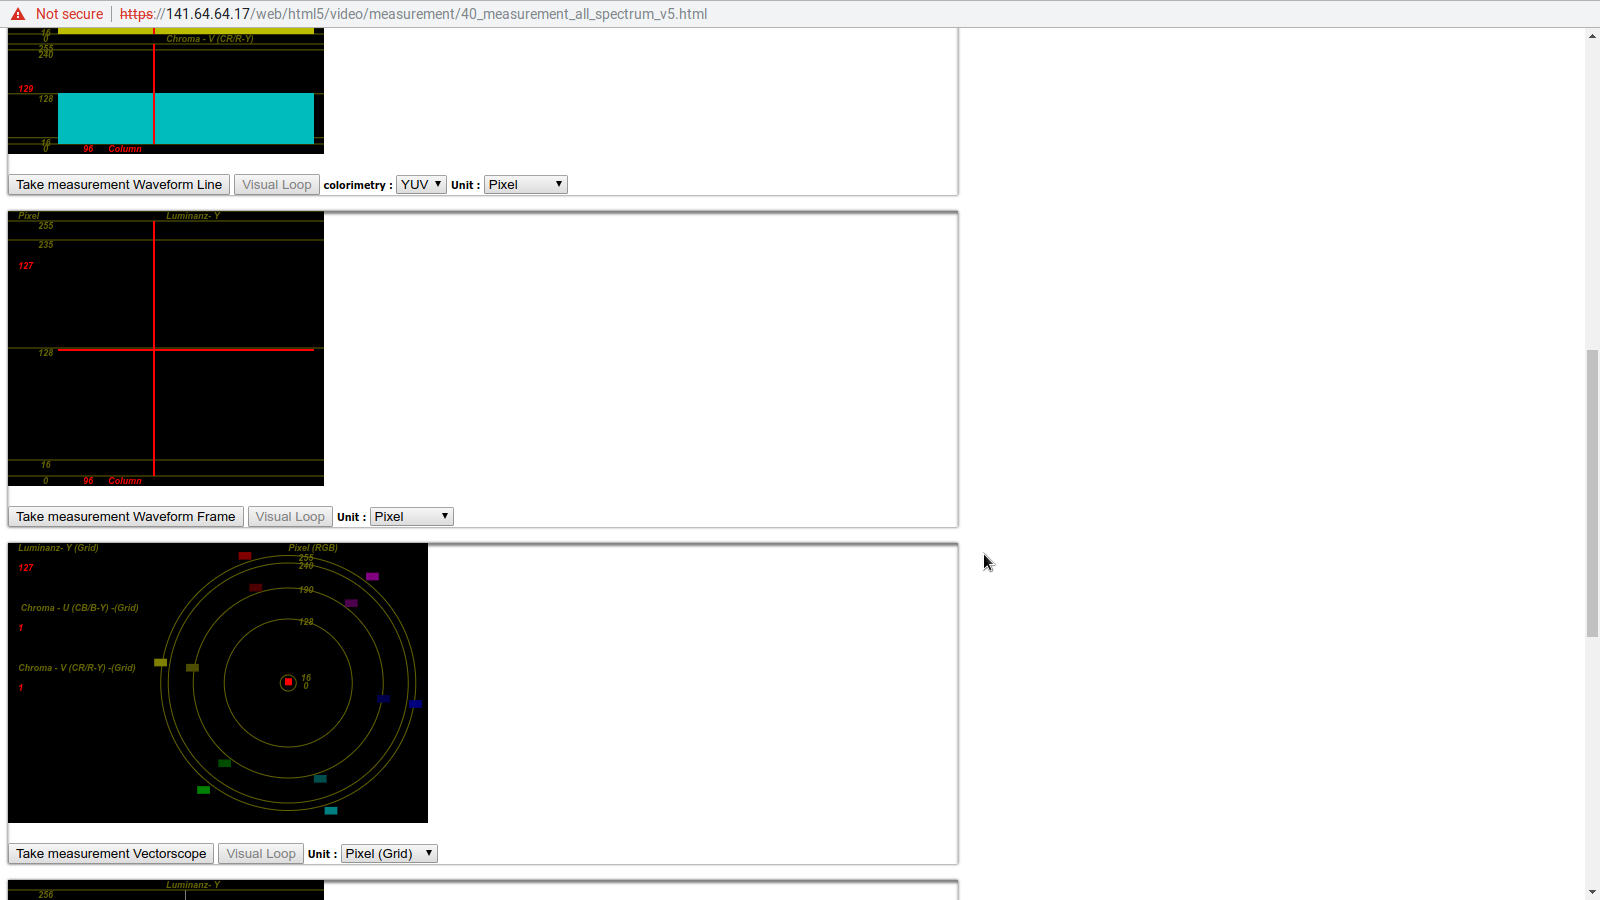 Not secure https://141.64.64.17/web/html5/video/measurement/40_measurement_all_spectrum_v5.html
16
0
Chroma - V (CR/R-Y)
255
240
129
128
16
0
96 Column
Take measurement Waveform Line Visual Loop colorimetry : YUV Unit : Pixel
Pixel Luminanz- Y
255
235
127
128
16
0 96 Column
Take measurement Waveform Frame Visual Loop Unit : Pixel
Luminanz- Y (Grid) Pixel (RGB)
255
240
127
190
Chroma - U (CB/B-Y) -(Grid)
128
1
Chroma - V (CR/R-Y) -(Grid)
16
0
1
Take measurement Vectorscope Visual Loop Unit : Pixel (Grid)
Luminanz- Y
256